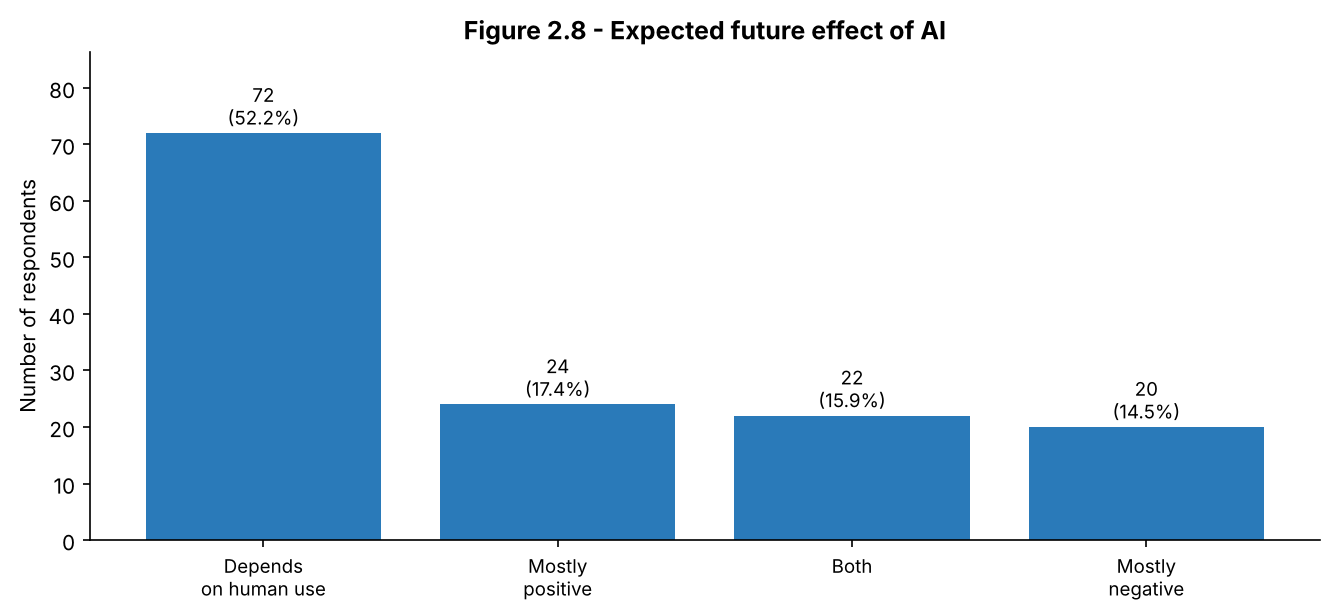 Figure 2.8 - Expected future effect of AI
Number of respondents
80
70
60
50
40
30
20
10
0
72
(52.2%)
24
(17.4%)
22
(15.9%)
20
(14.5%)
Depends
on human use
Mostly
positive
Both
Mostly
negative